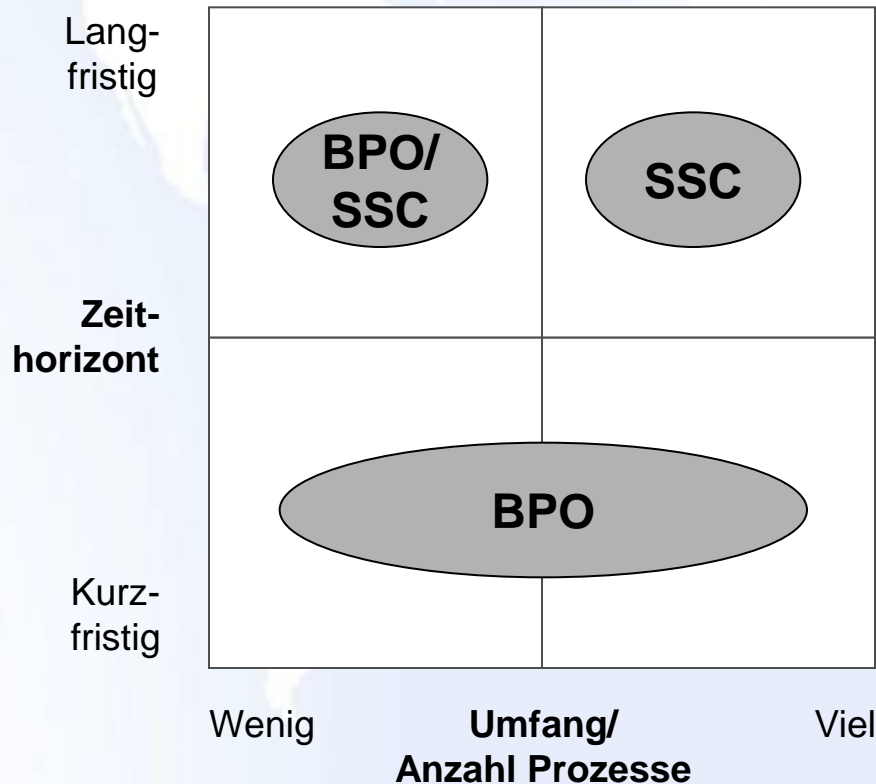 Lang-
fristig
BPO/
SSC
SSC
Zeit-
horizont
BPO
Kurz-
fristig
Wenig
Umfang/
Anzahl Prozesse
Viel